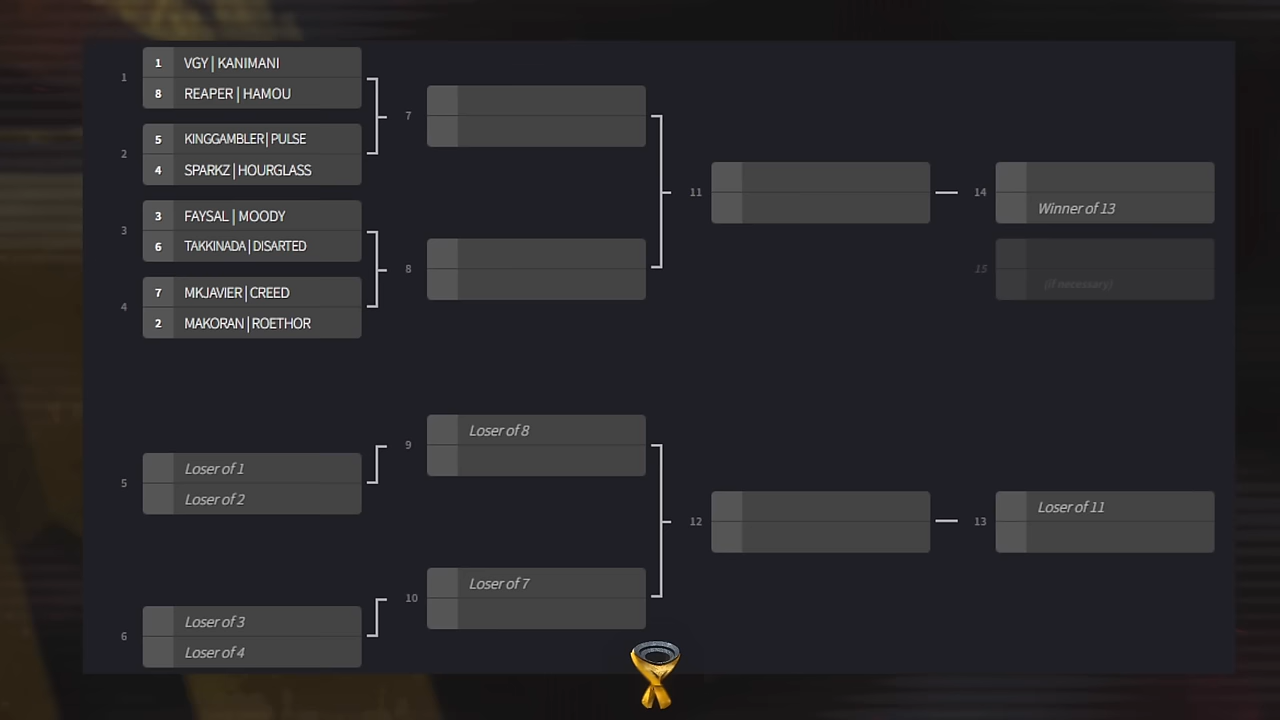 1
1 VGY | KANIMANI
8 REAPER | HAMOU
2
5 KINGGAMBLER | PULSE
4 SPARKZ | HOURGLASS
3
3 FAYSAL | MOODY
6 TAKKINADA | DISARTED
4
7 MKJAVIER | CREED
2 MAKORAN | ROETHOR
7
8
11
14
Winner of 13
15
(if necessary)
5
Loser of 1
Loser of 2
6
Loser of 3
Loser of 4
9
Loser of 8
10
Loser of 7
12
13
Loser of 11